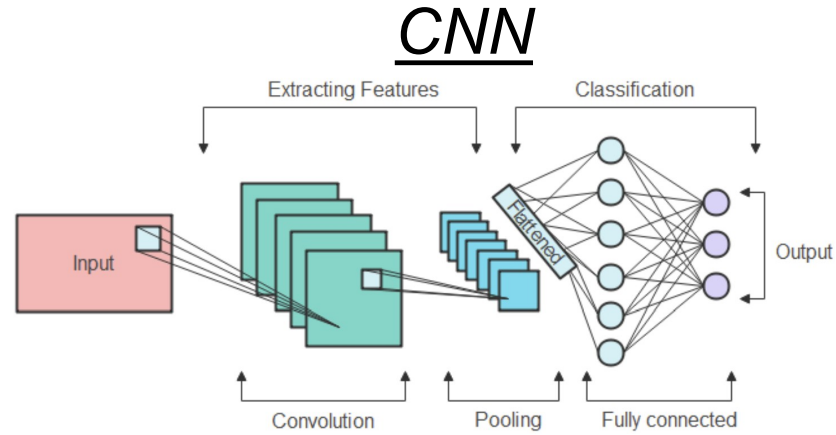 CNN
Extracting Features
Classification
Input
Flattened
Output
Convolution
Pooling
Fully connected